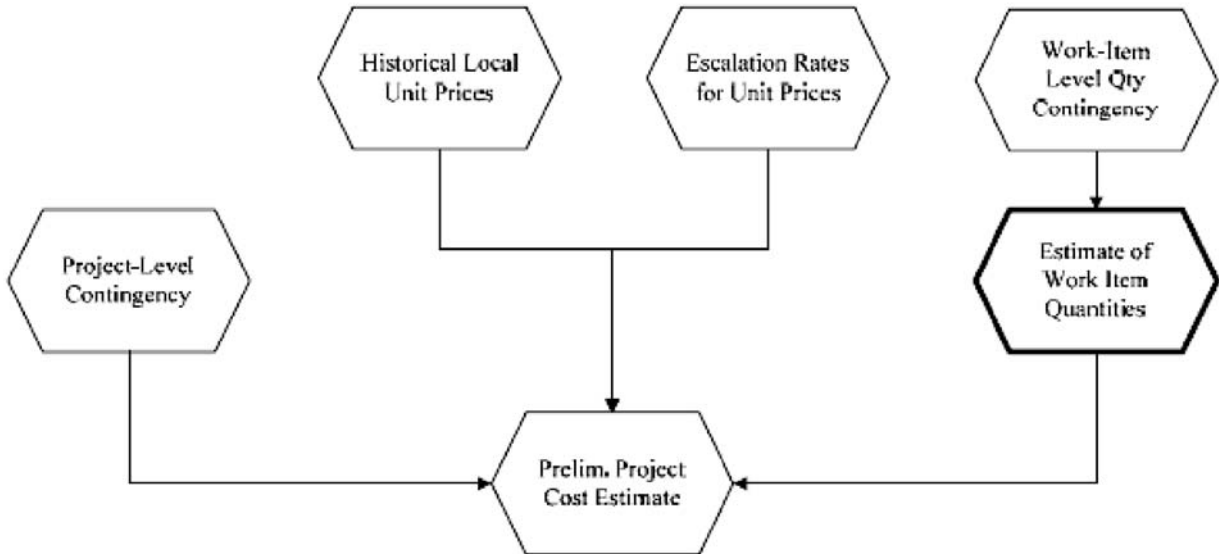 Historical Local
Unit Prices
Escalation Rates
for Unit Prices
Work-Item
Level Qty
Contingency
Project-Level
Contingency
Estimate of
Work Item
Quantities
Prelim. Project
Cost Estimate